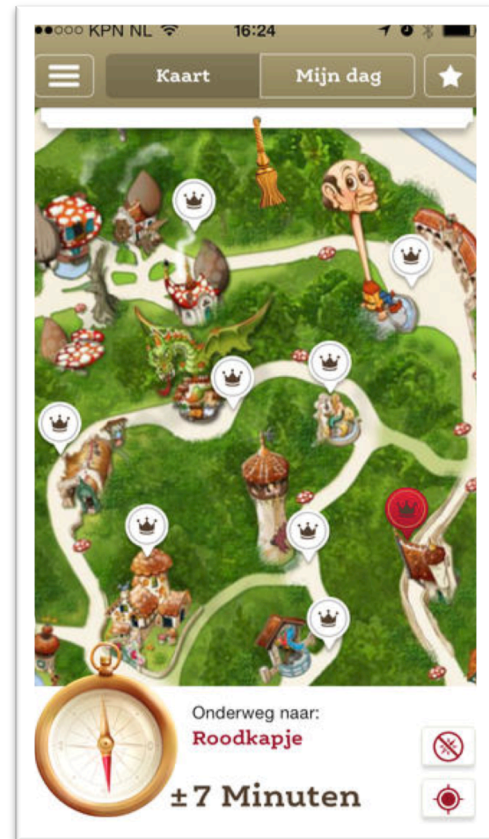 KPN NL 16:24
Kaart Mijn dag
Onderweg naar:
Roodkapje
±7 Minuten